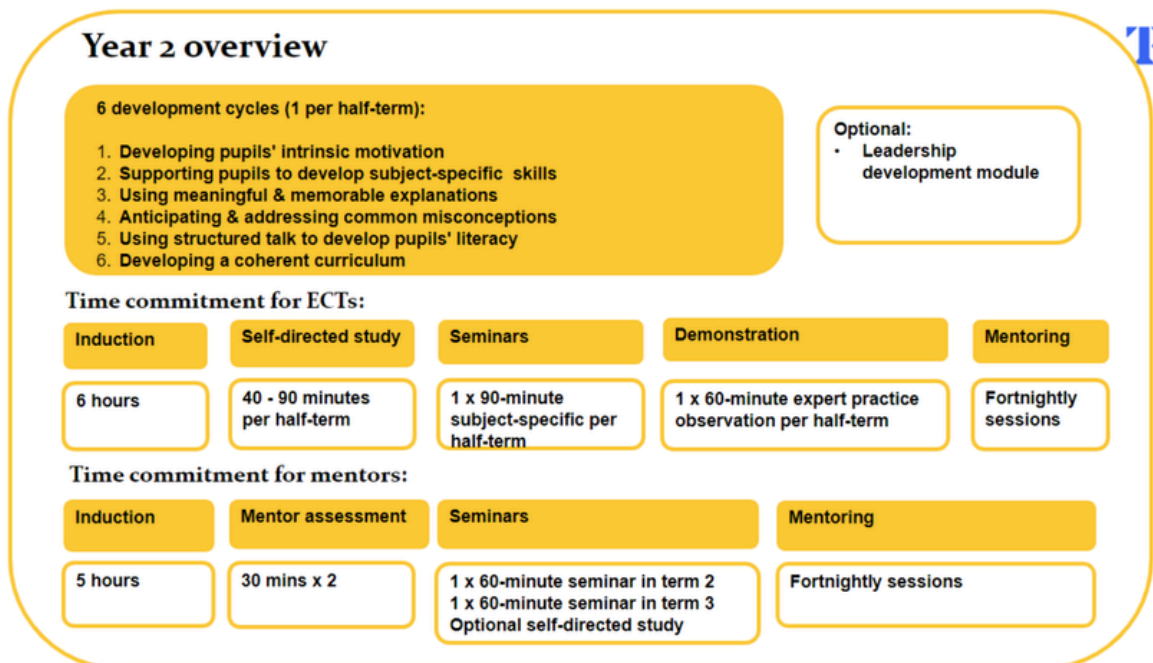 Year 2 overview
6 development cycles (1 per half-term):
1. Developing pupils' intrinsic motivation
2. Supporting pupils to develop subject-specific skills
3. Using meaningful & memorable explanations
4. Anticipating & addressing common misconceptions
5. Using structured talk to develop pupils' literacy
6. Developing a coherent curriculum
Optional:
• Leadership
development module
Time commitment for ECTs:
Induction
Self-directed study
Seminars
Demonstration
Mentoring
6 hours
40 - 90 minutes
per half-term
1 x 90-minute
subject-specific per
half-term
1 x 60-minute expert practice
observation per half-term
Fortnightly
sessions
Time commitment for mentors:
Induction
Mentor assessment
Seminars
Mentoring
5 hours
30 mins x 2
1 x 60-minute seminar in term 2
1 x 60-minute seminar in term 3
Optional self-directed study
Fortnightly sessions